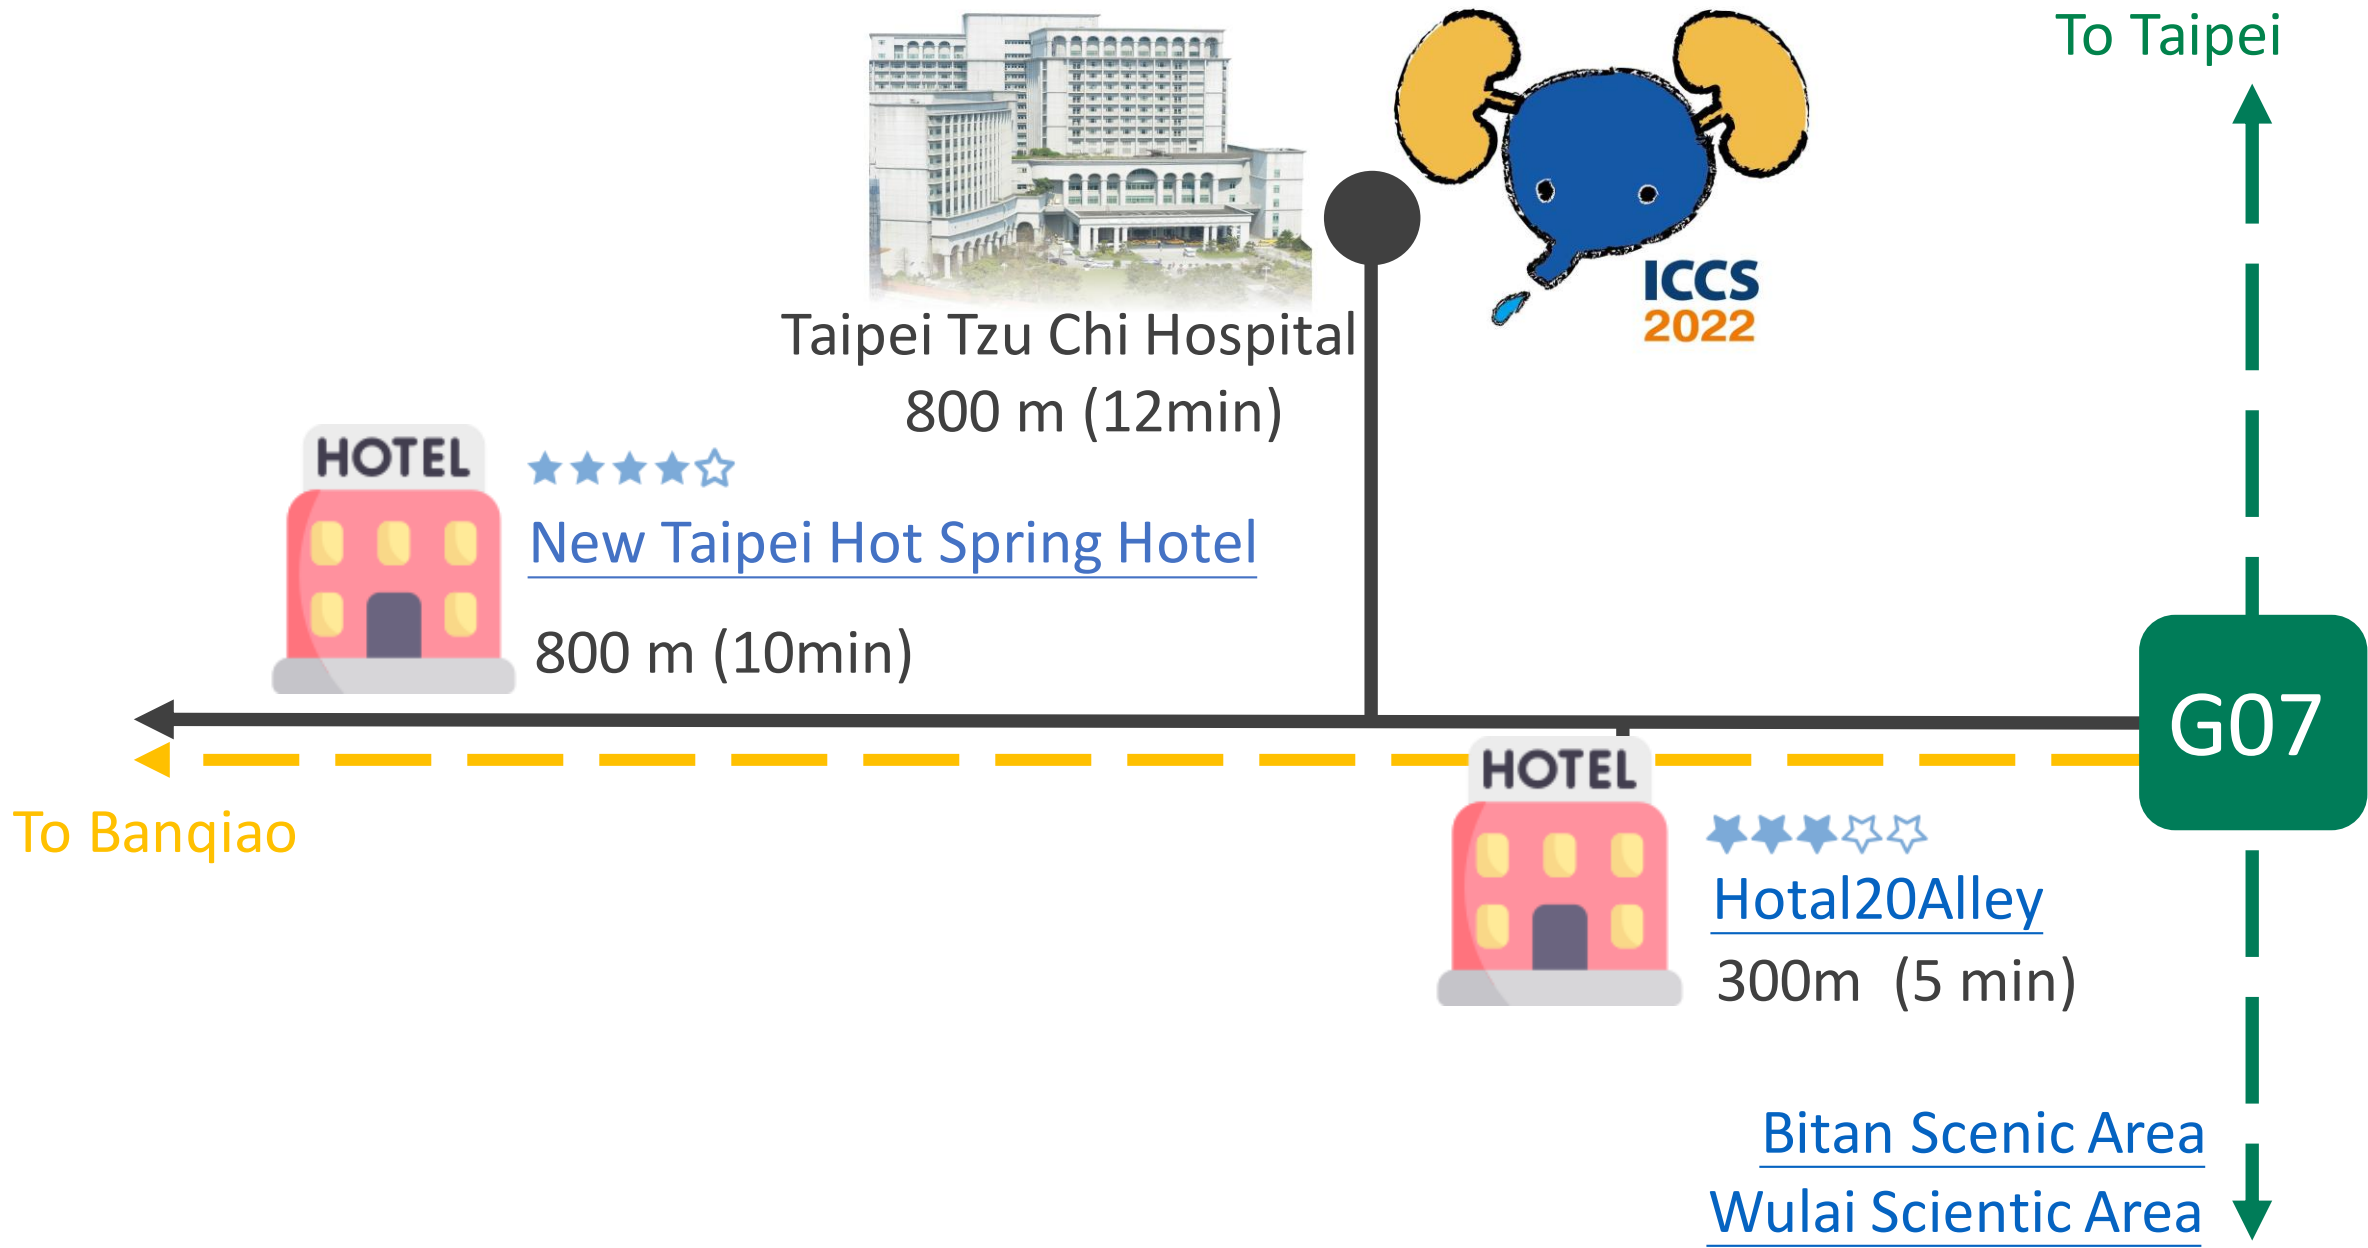 To Taipei
ICCS
2022
Taipei Tzu Chi Hospital
800 m (12min)
HOTEL
New Taipei Hot Spring Hotel
800 m (10min)
G07
HOTEL
To Banqiao
Hotal20Alley
300m (5 min)
Bitan Scenic Area
Wulai Scientic Area